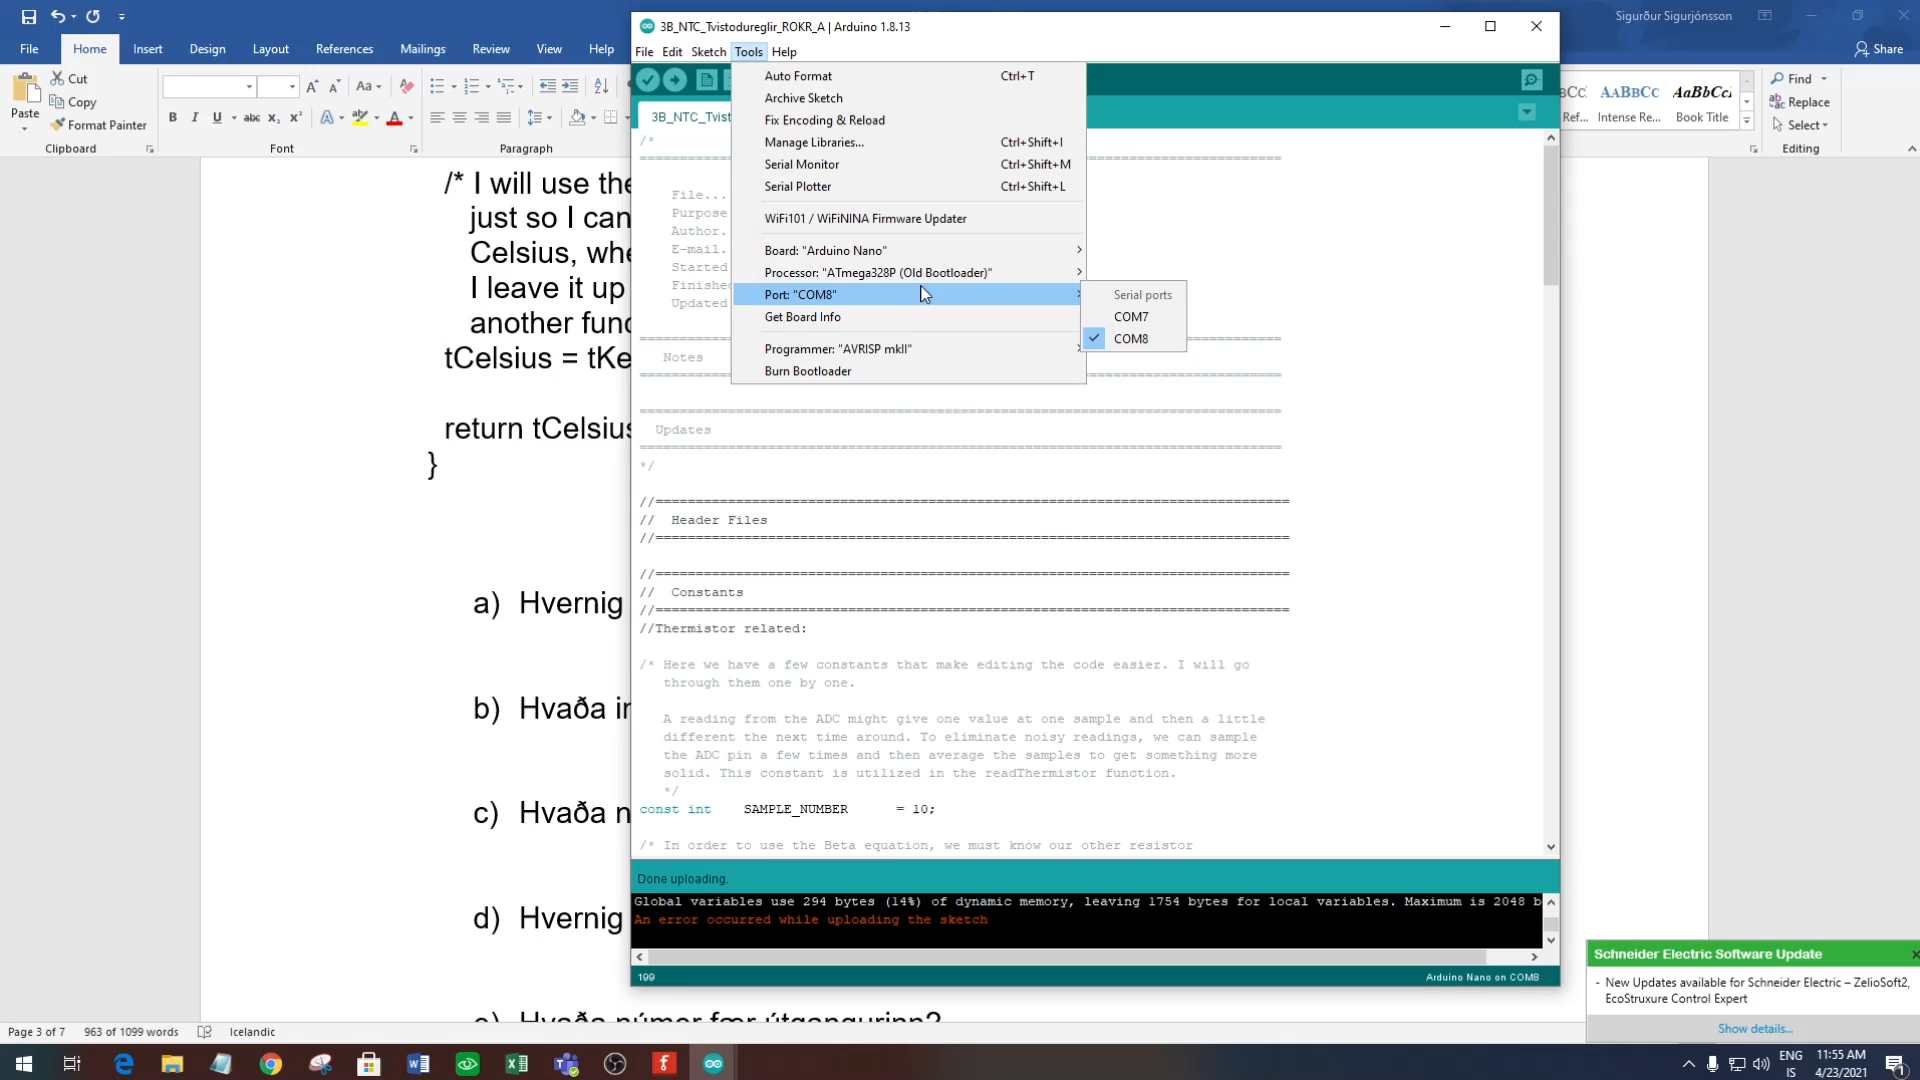 Sigurður Sigurjónsson
File Home Insert Design Layout References Mailings Review View Help
Share
Paste
Cut
Copy
Format Painter
Clipboard
Font
Paragraph
Intense Re...
Book Title
Find
Replace
Select
Editing
/* I will use the
just so I can
Celsius, whe
I leave it up
another func
tCelsius = tKe
return tCelsius
}
a) Hvernig
b) Hvaða in
c) Hvaða n
d) Hvernig
e) Hvaða númer fær útgangurinn?
3B_NTC_Tvistodureglir_ROKR_A | Arduino 1.8.13
File Edit Sketch Tools Help
3B_NTC_Tvist
Auto Format Ctrl+T
Archive Sketch
Fix Encoding & Reload
Manage Libraries... Ctrl+Shift+I
Serial Monitor Ctrl+Shift+M
Serial Plotter Ctrl+Shift+L
WiFi101 / WiFiNINA Firmware Updater
Board: "Arduino Nano"
Processor: "ATmega328P (Old Bootloader)"
Port: "COM8"
Get Board Info
Programmer: "AVRISP mkII"
Burn Bootloader
Serial ports
COM7
COM8
/*
File...
Purpose
Author.
E-mail.
Started
Finished
Updated
Notes
Updates
*/
//=================================================================================
// Header Files
//=================================================================================
//=================================================================================
// Constants
//=================================================================================
//Thermistor related:
/* Here we have a few constants that make editing the code easier. I will go
through them one by one.
A reading from the ADC might give one value at one sample and then a little
different the next time around. To eliminate noisy readings, we can sample
the ADC pin a few times and then average the samples to get something more
solid. This constant is utilized in the readThermistor function.
*/
const int SAMPLE_NUMBER = 10;
/* In order to use the Beta equation, we must know our other resistor
Done uploading.
Global variables use 294 bytes (14%) of dynamic memory, leaving 1754 bytes for local variables. Maximum is 2048 b
An error occurred while uploading the sketch
199
Arduino Nano on COM8
Schneider Electric Software Update
- New Updates available for Schneider Electric – ZelioSoft2,
EcoStruxure Control Expert
Show details...
Page 3 of 7 963 of 1099 words Icelandic
ENG
IS
11:55 AM
4/23/2021